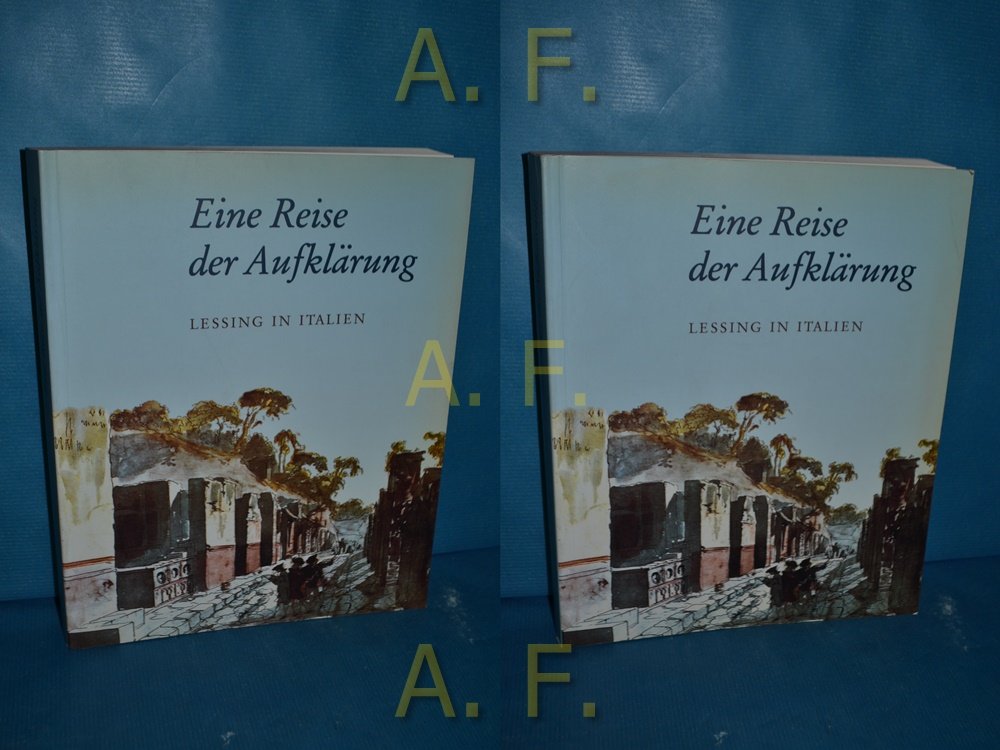 A. F.
Eine Reise
der Aufklärung
LESSING IN ITALIEN
Eine Reise
der Aufklärung
LESSING IN ITALIEN
A. F.
A. F.